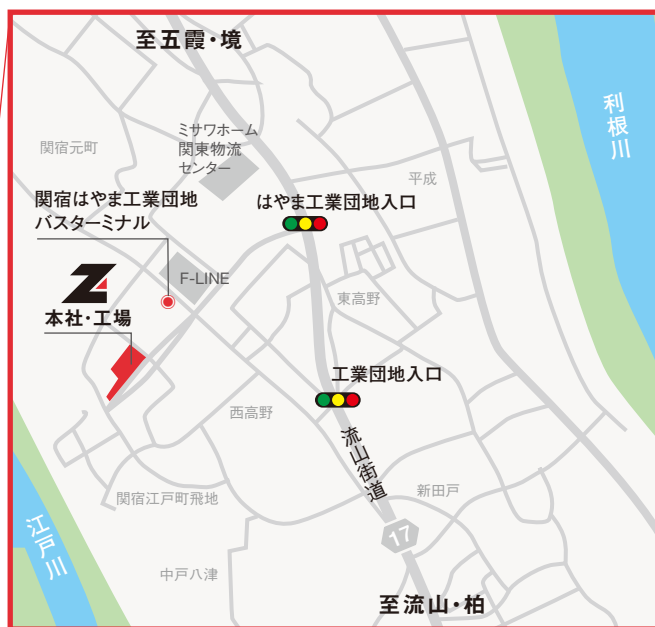 至五霞・境
利根川
ミサワホーム
関東物流
センター
関宿元町
平成
関宿はやま工業団地
バスターミナル
はやま工業団地入口
F-LINE
東高野
本社・工場
工業団地入口
西高野
流山街道
新田戸
関宿江戸町飛地
17
江戸川
中戸八津
至流山・柏